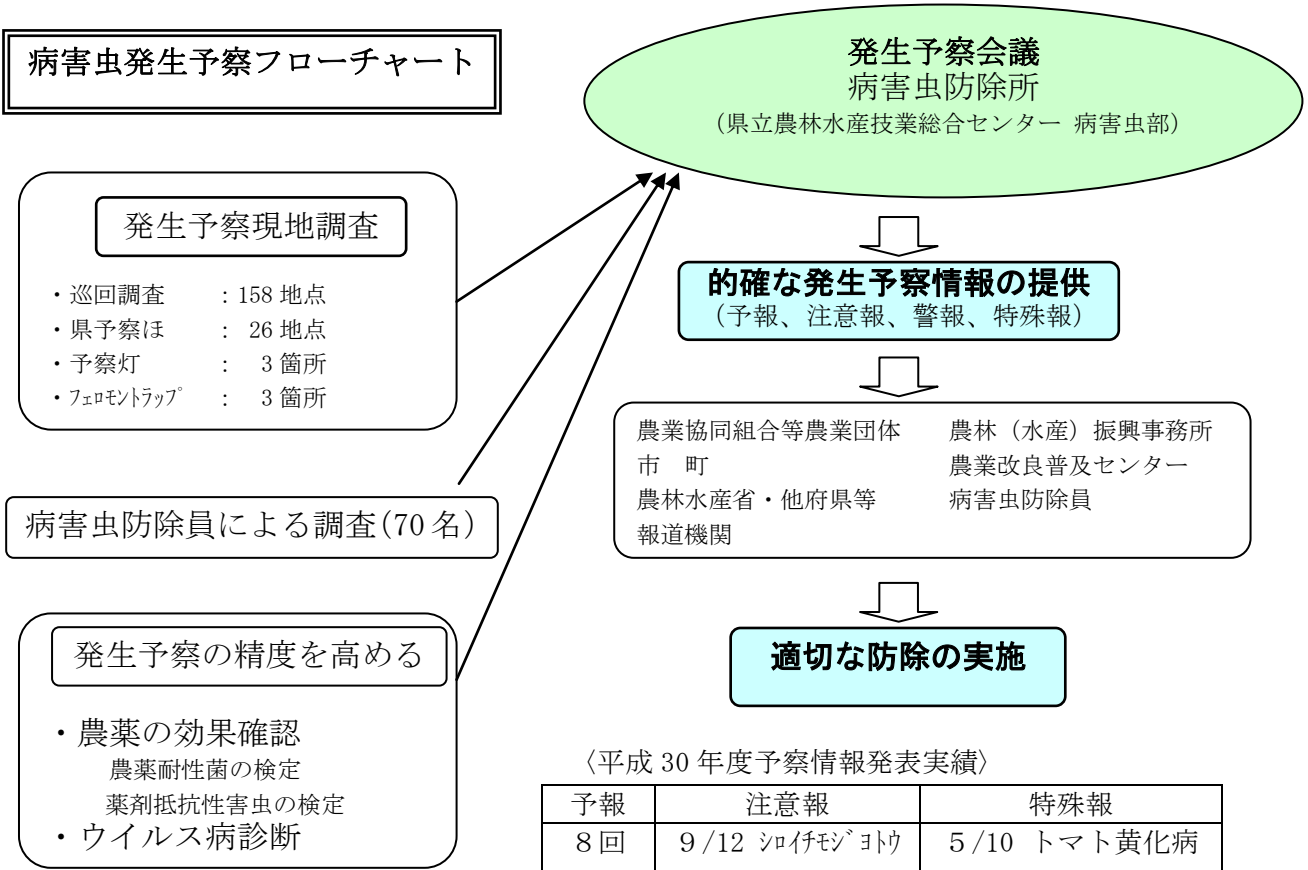 病害虫発生予察フローチャート
発生予察会議
病害虫防除所
（県立農林水産技業総合センター 病害虫部）
発生予察現地調査
・巡回調査 ：158 地点
・県予察ほ ： 26 地点
・予察灯 ： 3 箇所
・ﾌｪﾛﾓﾝﾄﾗｯﾌﾟ ： 3 箇所
病害虫防除員による調査(70 名)
発生予察の精度を高める
・農薬の効果確認
農薬耐性菌の検定
薬剤抵抗性害虫の検定
・ウイルス病診断
的確な発生予察情報の提供
（予報、注意報、警報、特殊報）
農業協同組合等農業団体 農林（水産）振興事務所
市 町 農業改良普及センター
農林水産省・他府県等 病害虫防除員
報道機関
適切な防除の実施
〈平成 30 年度予察情報発表実績〉
予報 注意報 特殊報
８回 ９/12 ｼﾛｲﾁﾓｼﾞﾖﾄｳ ５/10 トマト黄化病